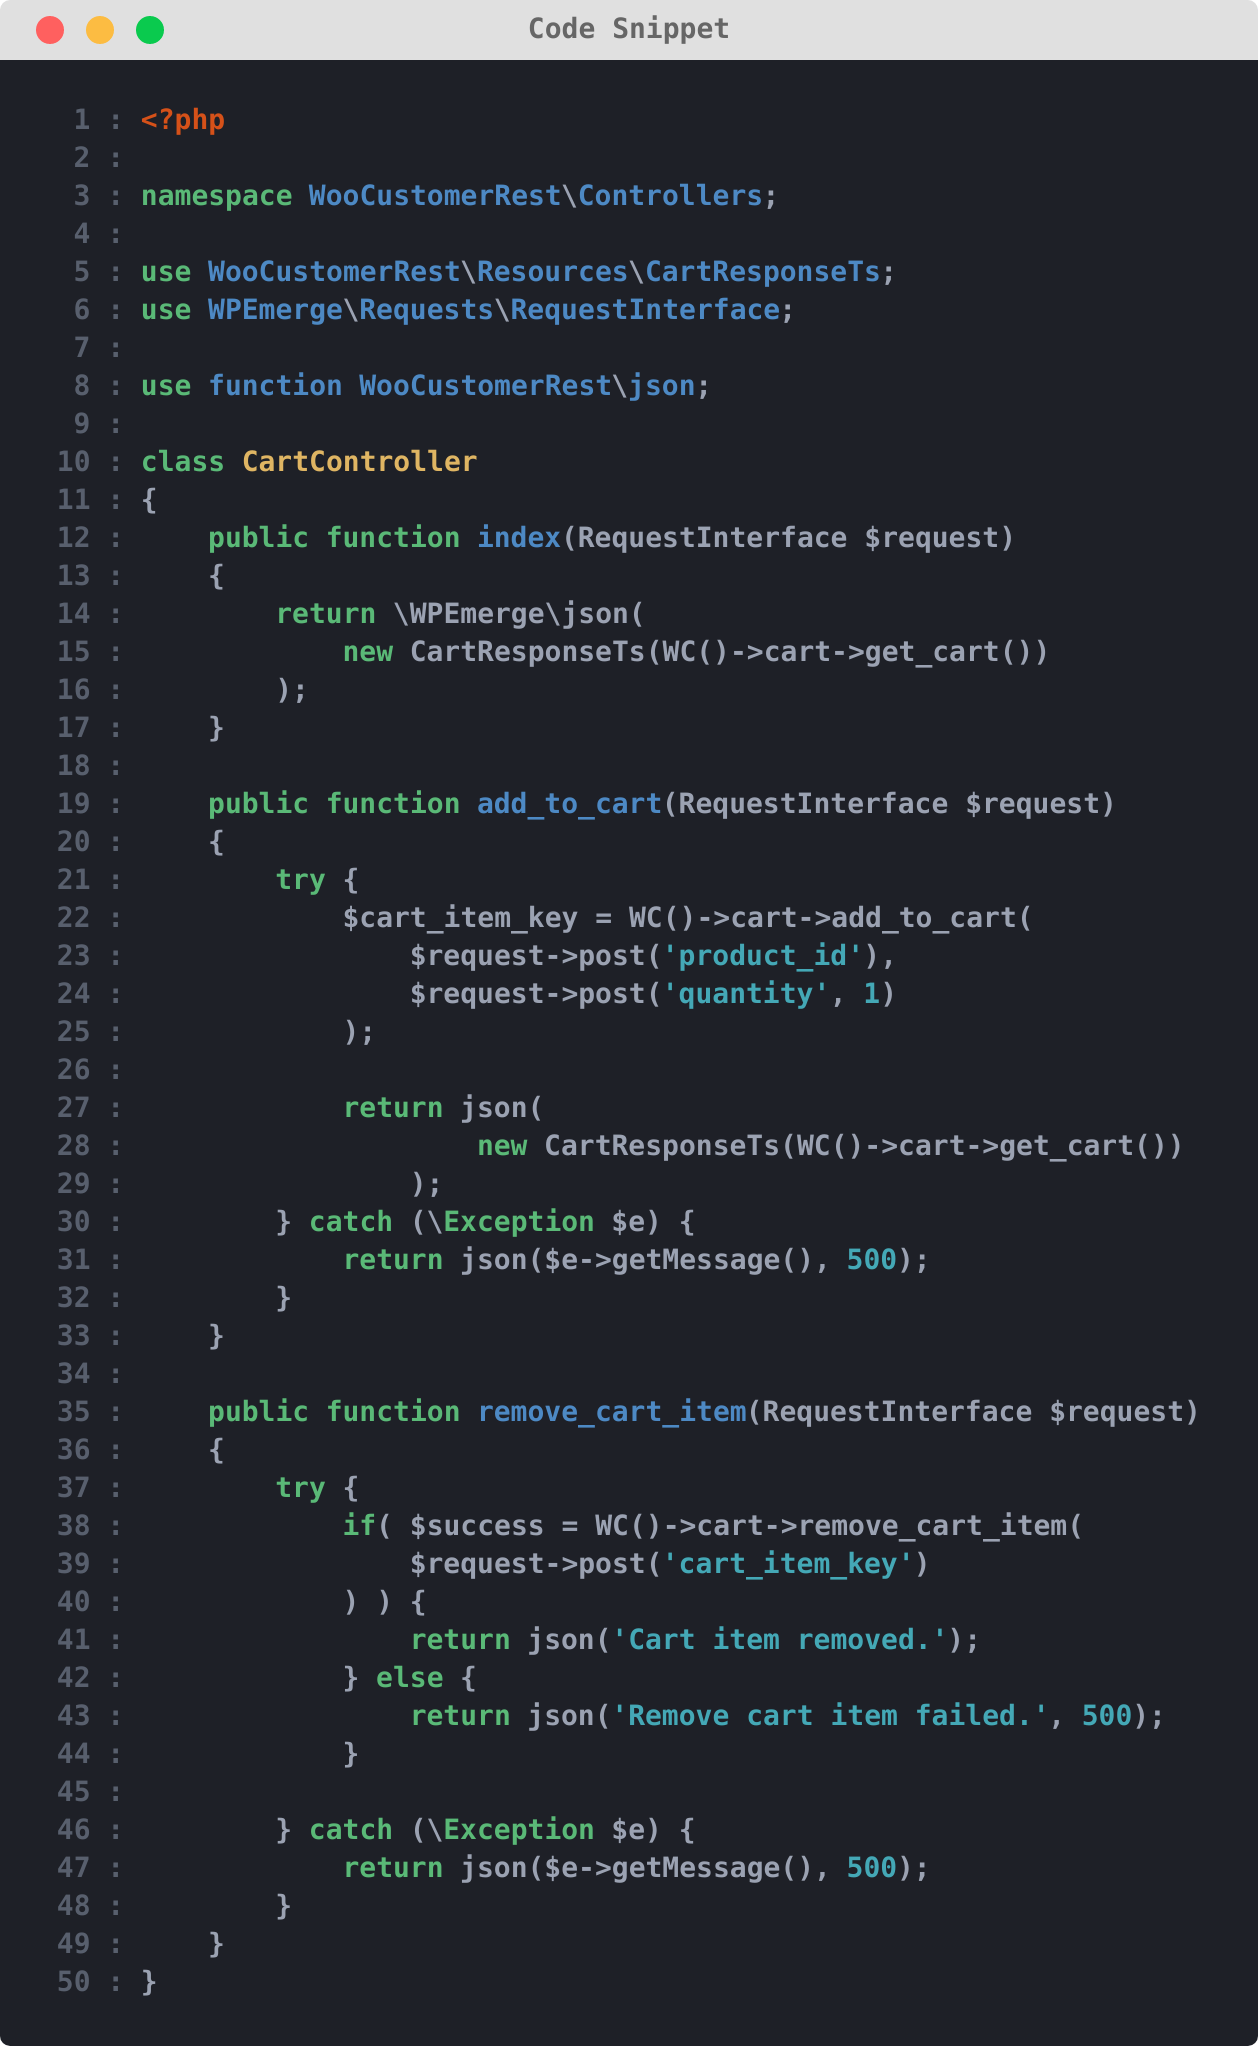 Code Snippet
1 : <?php
2 :
3 : namespace WooCustomerRest\Controllers;
4 :
5 : use WooCustomerRest\Resources\CartResponseTs;
6 : use WPEmerge\Requests\RequestInterface;
7 :
8 : use function WooCustomerRest\json;
9 :
10 : class CartController
11 : {
12 :     public function index(RequestInterface $request)
13 :     {
14 :         return \WPEmerge\json(
15 :             new CartResponseTs(WC()->cart->get_cart())
16 :         );
17 :     }
18 :
19 :     public function add_to_cart(RequestInterface $request)
20 :     {
21 :         try {
22 :             $cart_item_key = WC()->cart->add_to_cart(
23 :                 $request->post('product_id'),
24 :                 $request->post('quantity', 1)
25 :             );
26 :
27 :             return json(
28 :                     new CartResponseTs(WC()->cart->get_cart())
29 :                 );
30 :         } catch (\Exception $e) {
31 :             return json($e->getMessage(), 500);
32 :         }
33 :     }
34 :
35 :     public function remove_cart_item(RequestInterface $request)
36 :     {
37 :         try {
38 :             if( $success = WC()->cart->remove_cart_item(
39 :                 $request->post('cart_item_key')
40 :             ) ) {
41 :                 return json('Cart item removed.');
42 :             } else {
43 :                 return json('Remove cart item failed.', 500);
44 :             }
45 :
46 :         } catch (\Exception $e) {
47 :             return json($e->getMessage(), 500);
48 :         }
49 :     }
50 : }